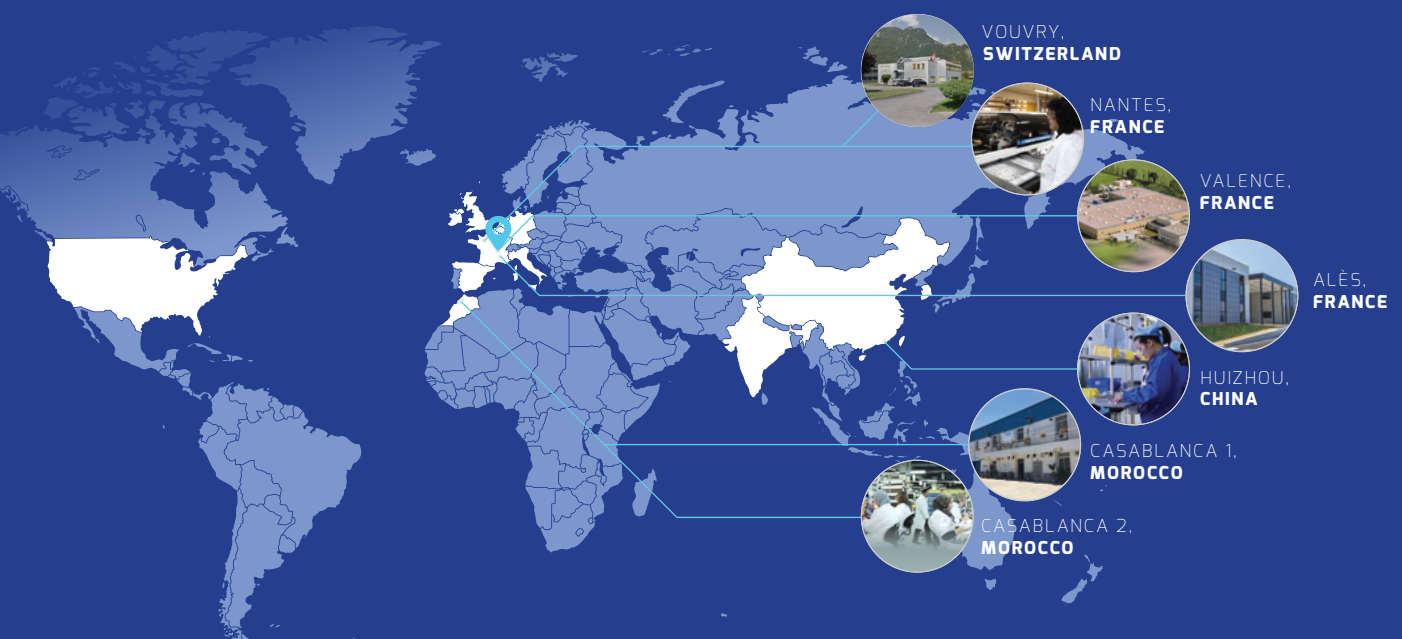 VOUVRY,
SWITZERLAND
NANTES,
FRANCE
VALENCE,
FRANCE
ALÈS,
FRANCE
HUIZHOU,
CHINA
CASABLANCA 1,
MOROCCO
CASABLANCA 2,
MOROCCO